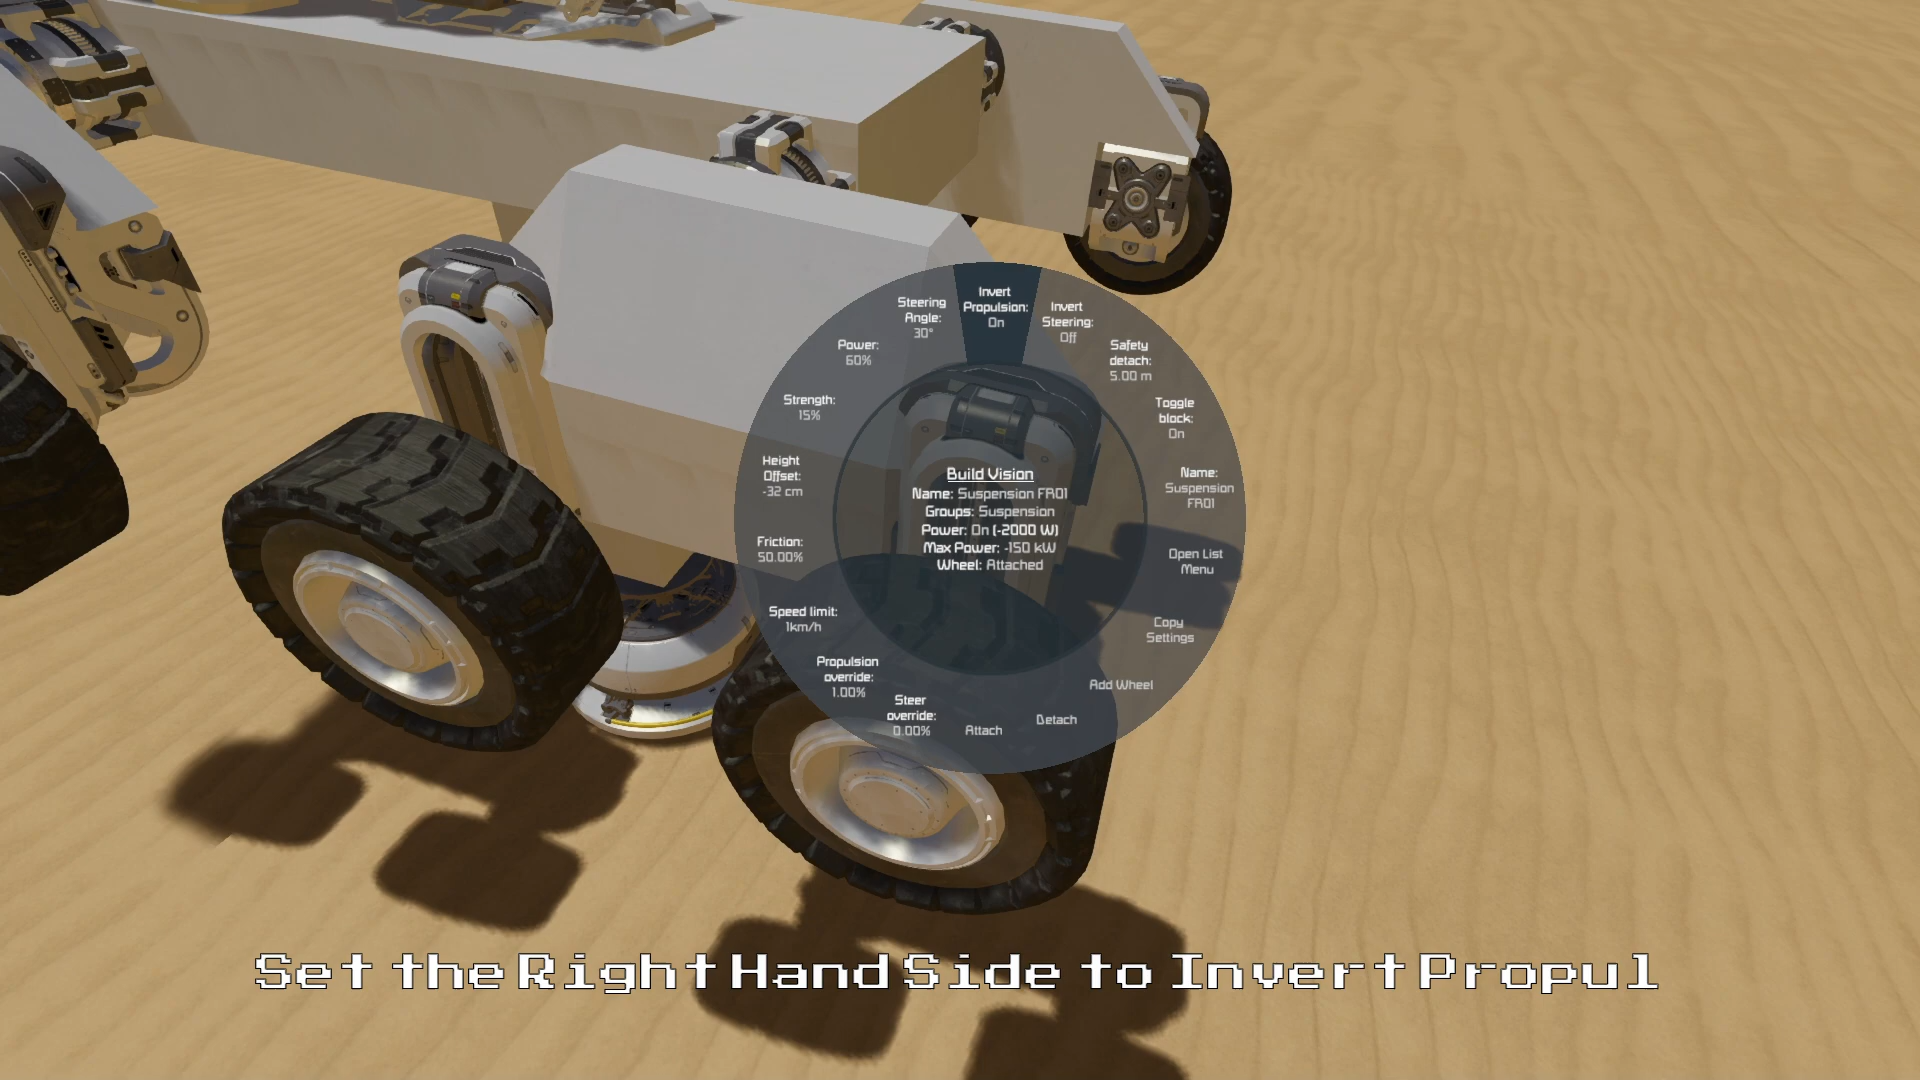 Invert
Propulsion:
On
Invert
Steering:
Off
Safety
detach:
5.00 m
Toggle
block:
On
Name:
Suspension
FR01
Open List
Menu
Copy
Settings
Add Wheel
Detach
Attach
Steer
override:
0.00%
Propulsion
override:
1.00%
Speed limit:
1km/h
Friction:
50.00%
Height
Offset:
-32 cm
Strength:
15%
Power:
60%
Steering
Angle:
30°
Build Vision
Name: Suspension FR01
Groups: Suspension
Power: On (-2000 W)
Max Power: -150 kW
Wheel: Attached
Set the Right Hand Side to Invert Propul